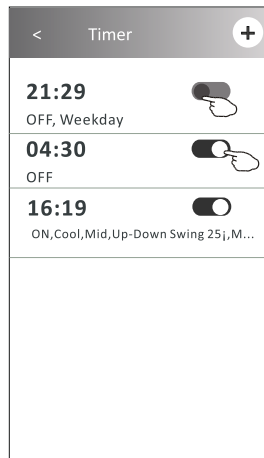 < Timer +
21:29
OFF, Weekday
04:30
OFF
16:19
ON,Cool,Mid,Up-Down Swing 25¡,M...